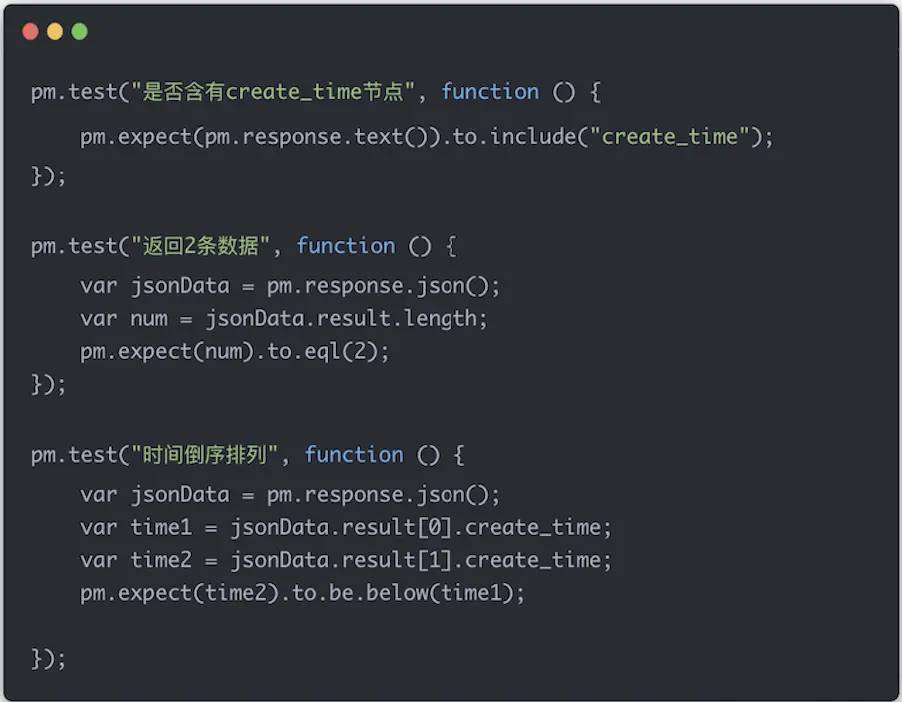 pm.test("是否含有create_time节点", function () {
    pm.expect(pm.response.text()).to.include("create_time");
});
pm.test("返回2条数据", function () {
    var jsonData = pm.response.json();
    var num = jsonData.result.length;
    pm.expect(num).to.eql(2);
});
pm.test("时间倒序排列", function () {
    var jsonData = pm.response.json();
    var time1 = jsonData.result[0].create_time;
    var time2 = jsonData.result[1].create_time;
    pm.expect(time2).to.be.below(time1);
});